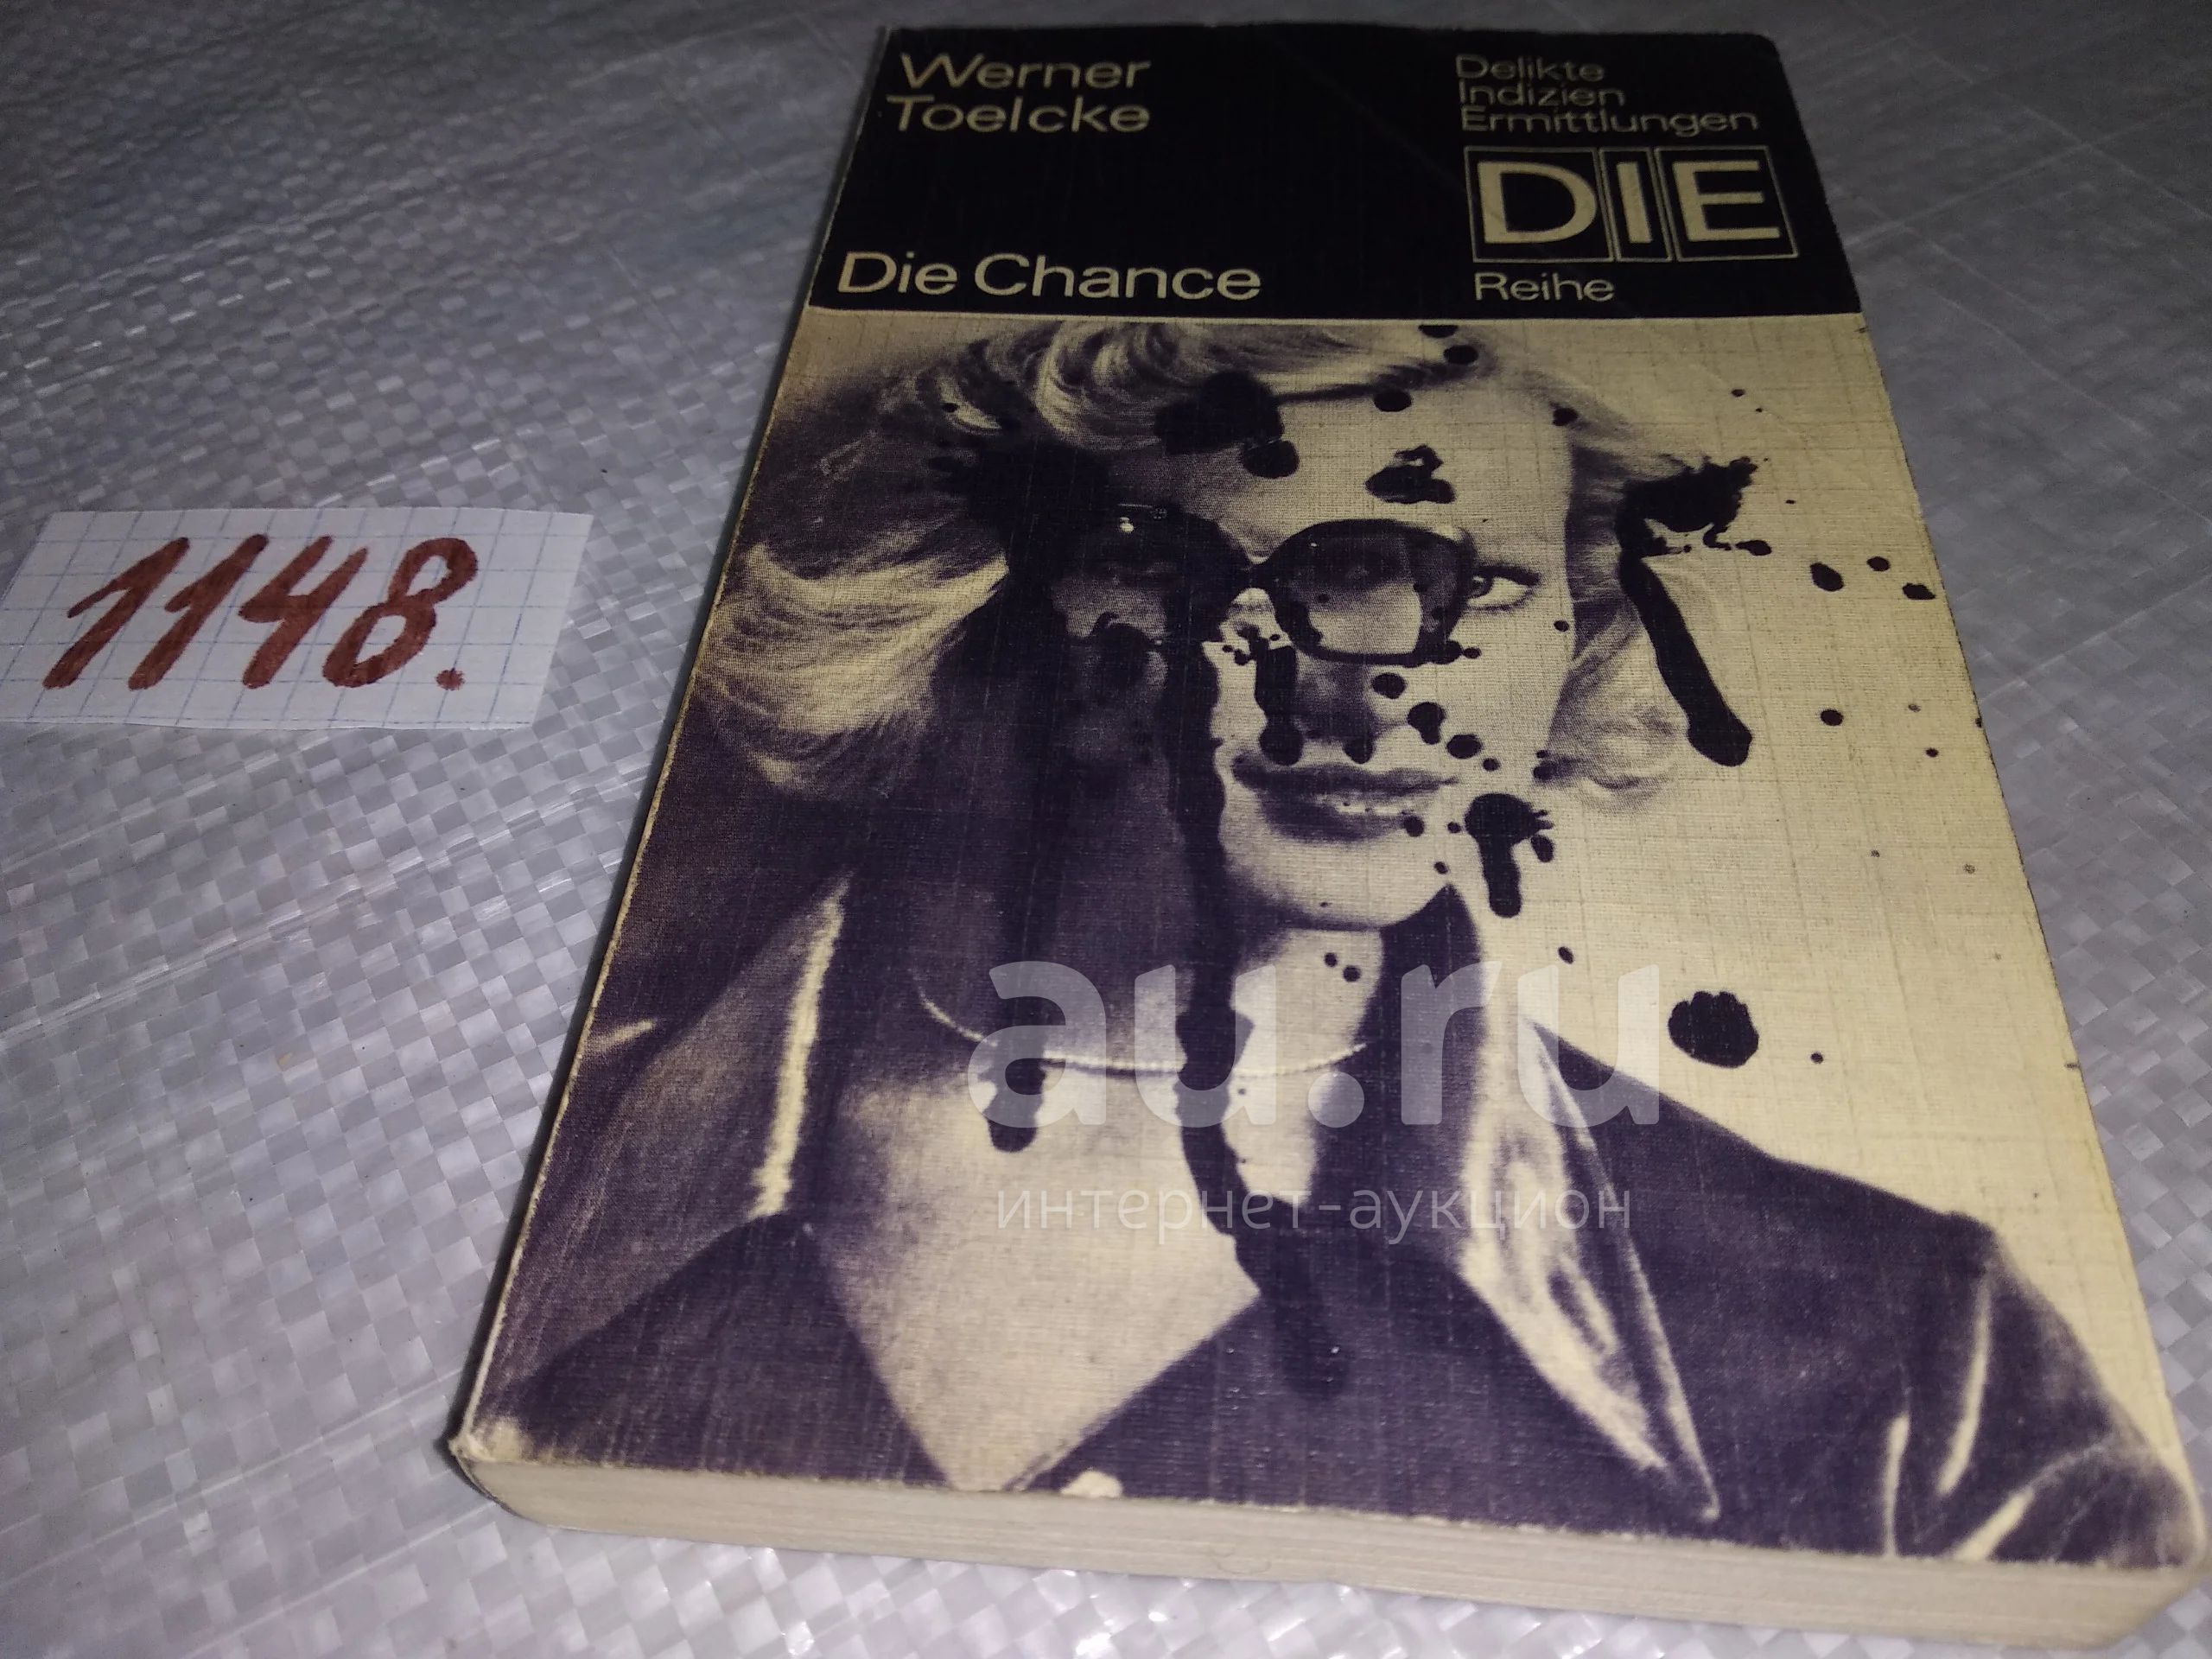 Werner
Toelcke
Die Chance
Delikte
Indizien
Ermittlungen
DIE
Reihe
1148.
au.ru
интернет-аукцион